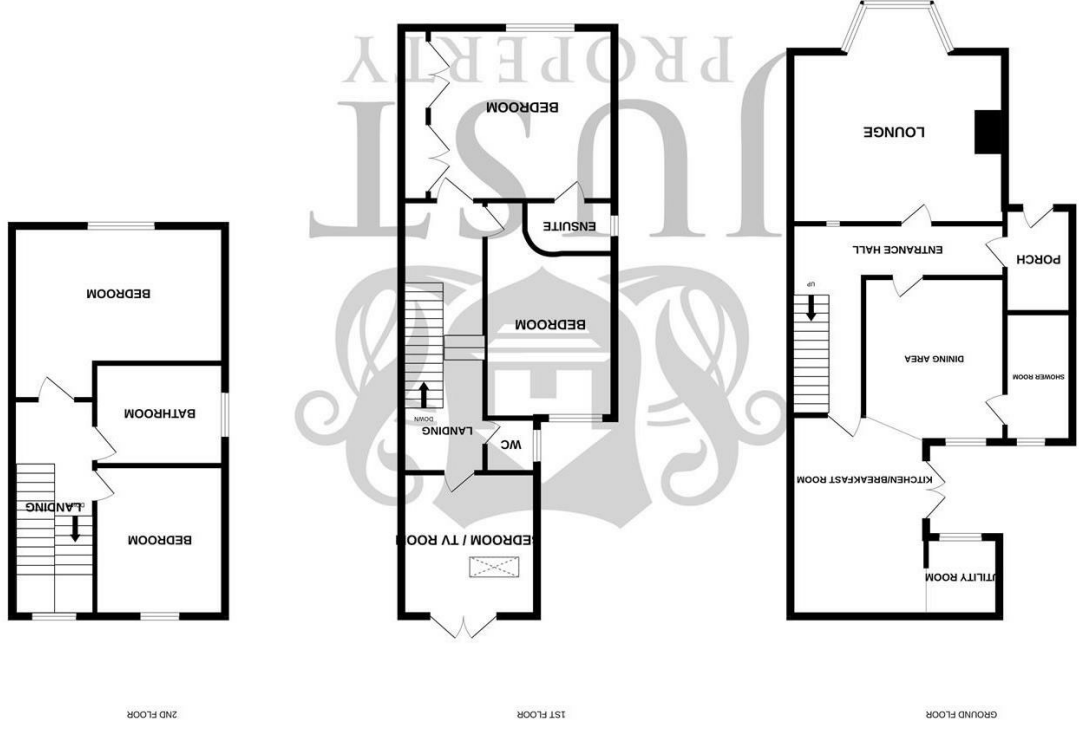 GROUND FLOOR
UTILITY ROOM
KITCHEN/BREAKFAST ROOM
SHOWER ROOM
DINING AREA
UP
PORCH
ENTRANCE HALL
LOUNGE
1ST FLOOR
BEDROOM / TV ROOM
WC
LANDING
DOWN
BEDROOM
ENSUITE
BEDROOM
2ND FLOOR
BEDROOM
LANDING
DOWN
BATHROOM
BEDROOM
JUST
PROPERTY